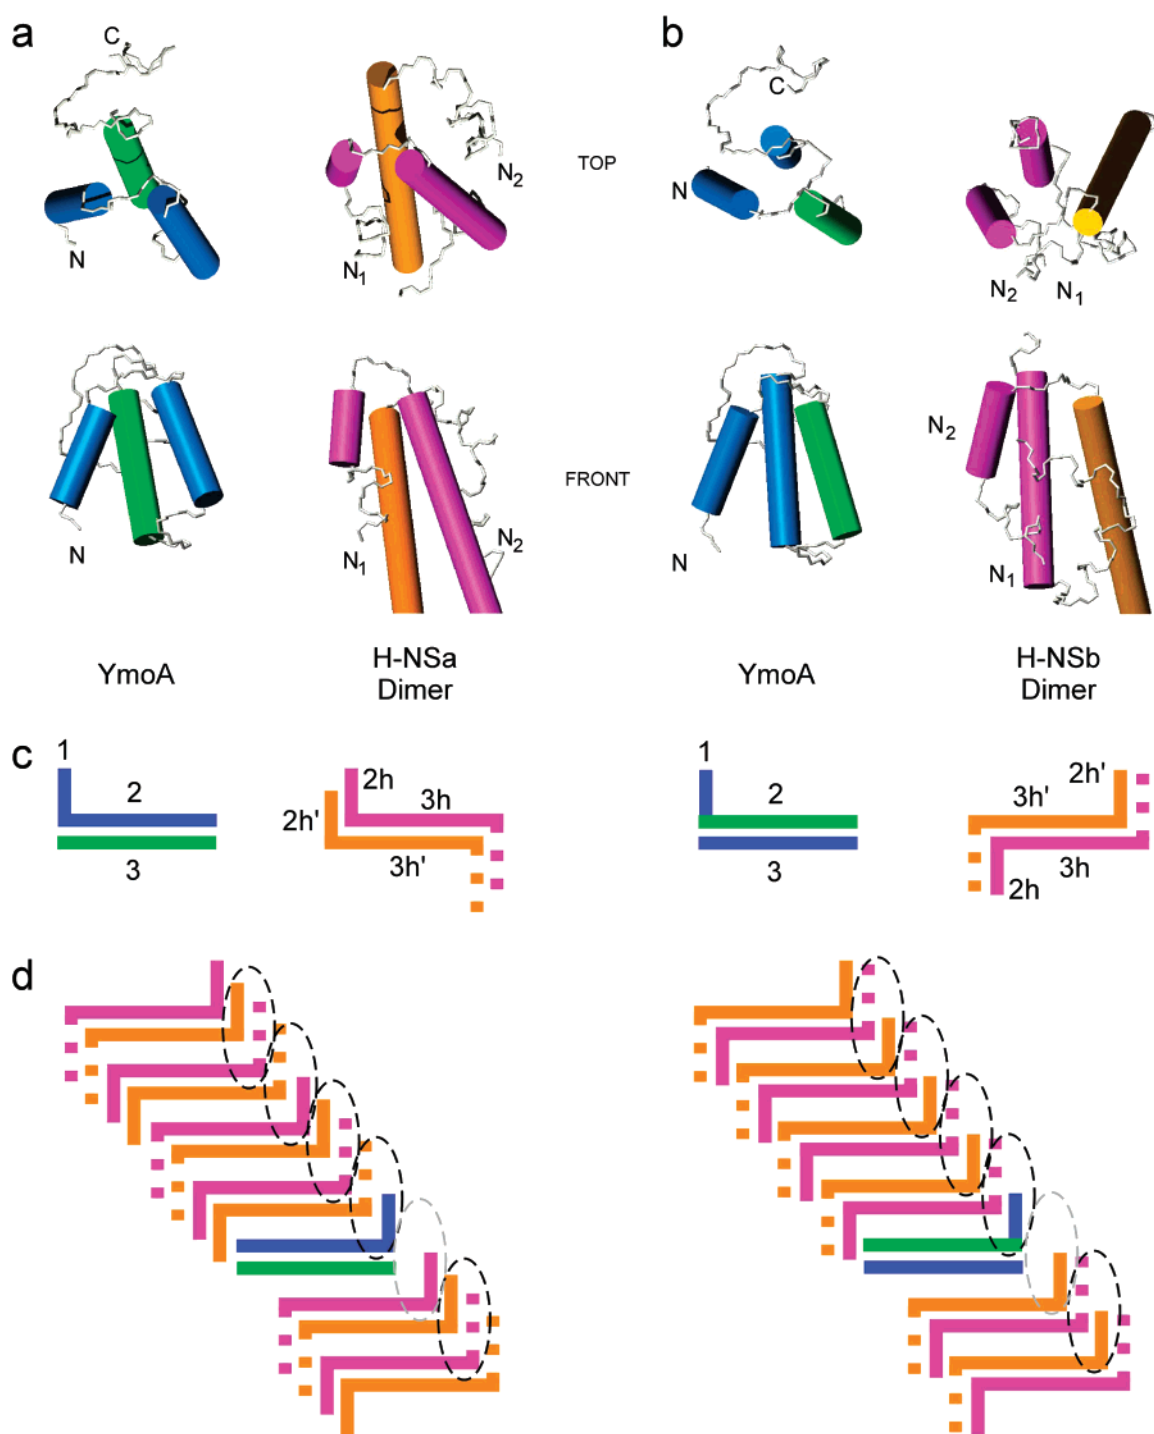 a
b
C
N
N1
N2
TOP
C
N
N2
N1
N
N1
N2
FRONT
N
N2
N1
YmoA
H-NSa
Dimer
YmoA
H-NSb
Dimer
c
1
2
3
2h
3h
2h'
3h'
1
2
3
2h'
3h'
3h
2h
d